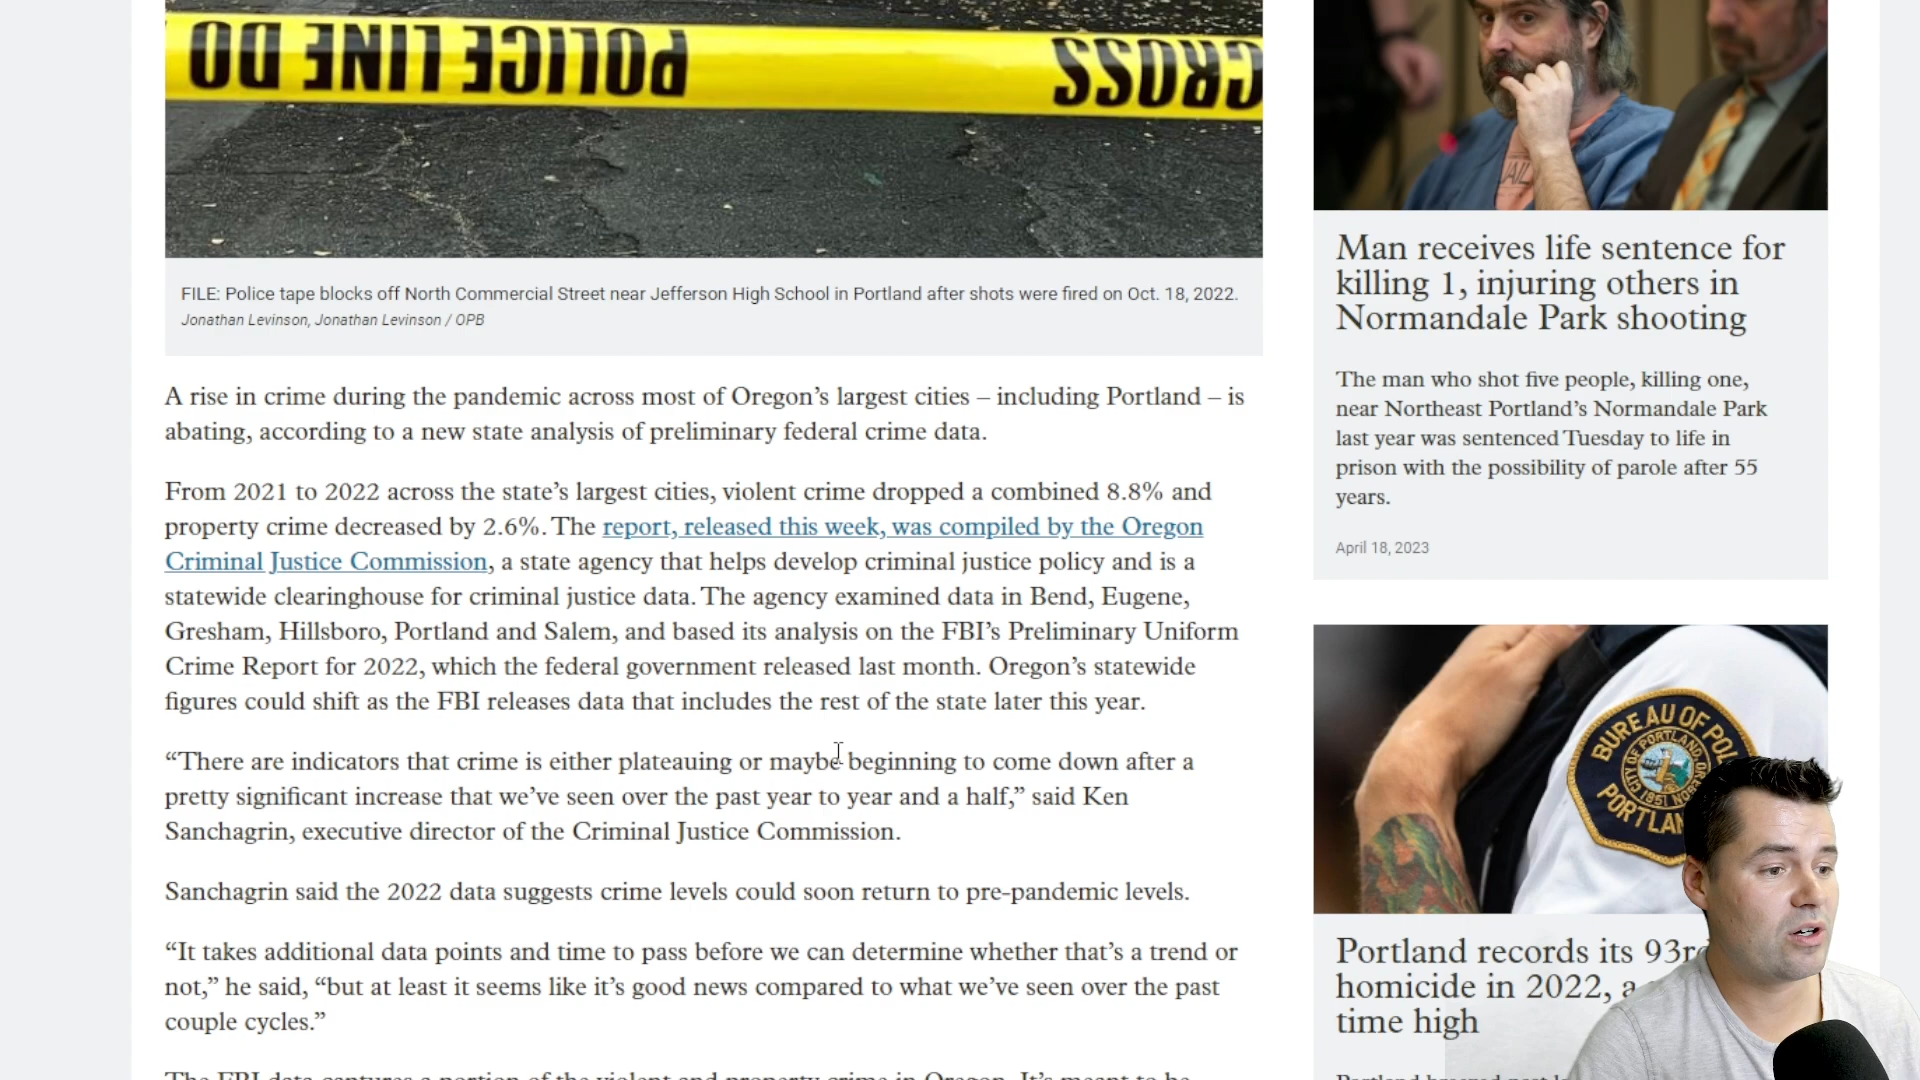 POLICE LINE DO
CROSS
FILE: Police tape blocks off North Commercial Street near Jefferson High School in Portland after shots were fired on Oct. 18, 2022.
Jonathan Levinson, Jonathan Levinson / OPB
A rise in crime during the pandemic across most of Oregon’s largest cities – including Portland – is
abating, according to a new state analysis of preliminary federal crime data.
From 2021 to 2022 across the state’s largest cities, violent crime dropped a combined 8.8% and
property crime decreased by 2.6%. The report, released this week, was compiled by the Oregon
Criminal Justice Commission, a state agency that helps develop criminal justice policy and is a
statewide clearinghouse for criminal justice data. The agency examined data in Bend, Eugene,
Gresham, Hillsboro, Portland and Salem, and based its analysis on the FBI’s Preliminary Uniform
Crime Report for 2022, which the federal government released last month. Oregon’s statewide
figures could shift as the FBI releases data that includes the rest of the state later this year.
“There are indicators that crime is either plateauing or maybe beginning to come down after a
pretty significant increase that we’ve seen over the past year to year and a half,” said Ken
Sanchagrin, executive director of the Criminal Justice Commission.
Sanchagrin said the 2022 data suggests crime levels could soon return to pre-pandemic levels.
“It takes additional data points and time to pass before we can determine whether that’s a trend or
not,” he said, “but at least it seems like it’s good news compared to what we’ve seen over the past
couple cycles.”
The FBI data captures a portion of the violent and property crime in Oregon. It’s meant to be
Man receives life sentence for
killing 1, injuring others in
Normandale Park shooting
The man who shot five people, killing one,
near Northeast Portland’s Normandale Park
last year was sentenced Tuesday to life in
prison with the possibility of parole after 55
years.
April 18, 2023
BUREAU OF POL
CITY OF PORTLAND, ORE
1851
PORTLAN
Portland records its 93rd
homicide in 2022, a
time high